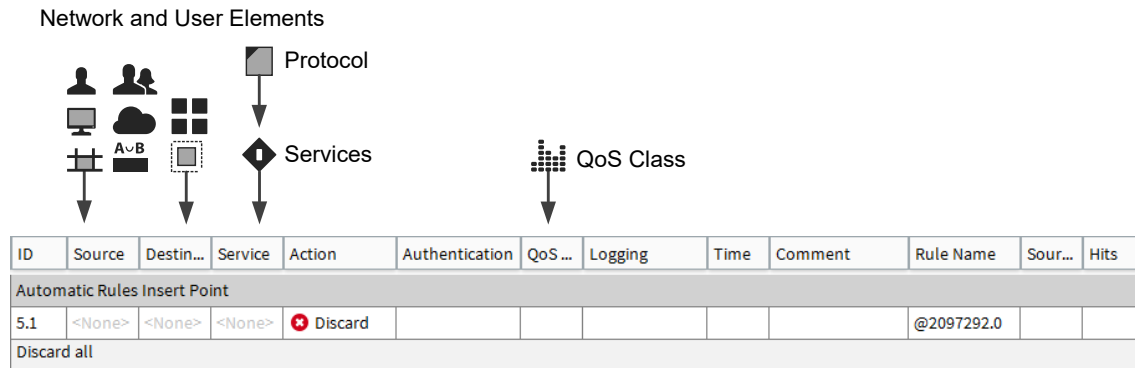 Network and User Elements
Protocol
A∪B
Services
QoS Class
ID Source Destin... Service Action Authentication QoS ... Logging Time Comment Rule Name Sour... Hits
Automatic Rules Insert Point
5.1 <None> <None> <None> Discard @2097292.0
Discard all